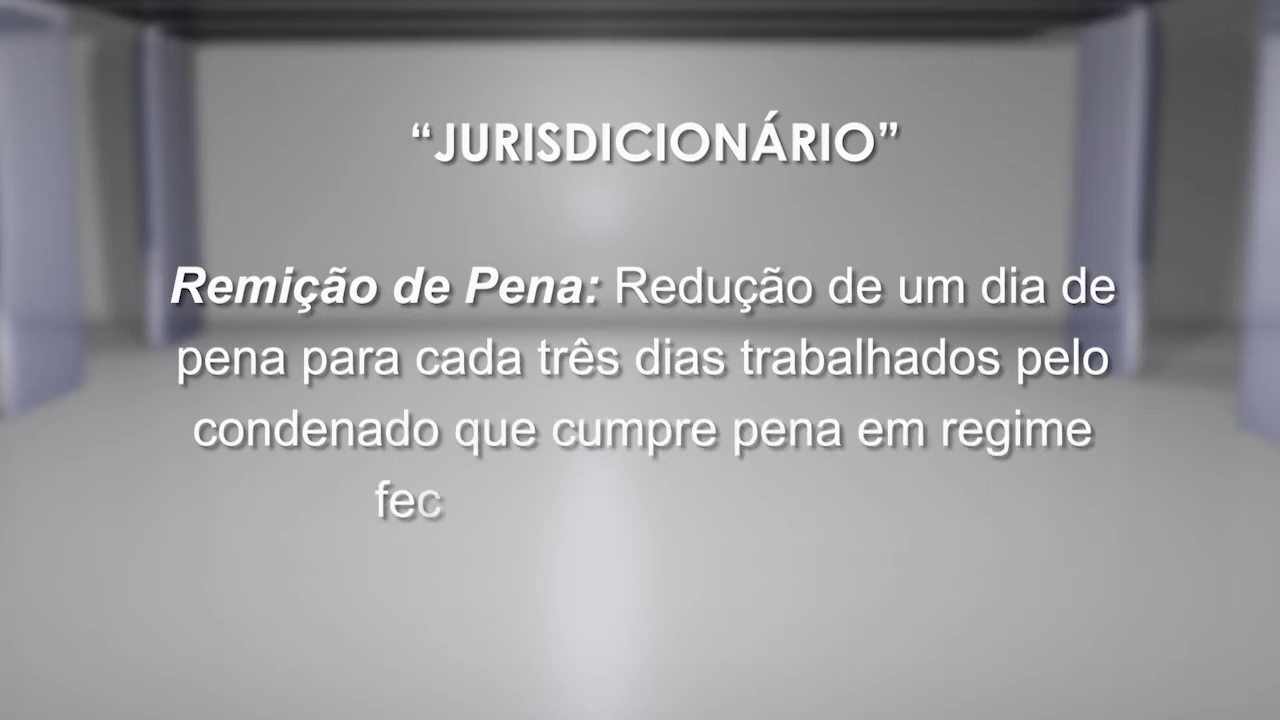 “JURISDICIONÁRIO”
Remição de Pena: Redução de um dia de
pena para cada três dias trabalhados pelo
condenado que cumpre pena em regime
fec